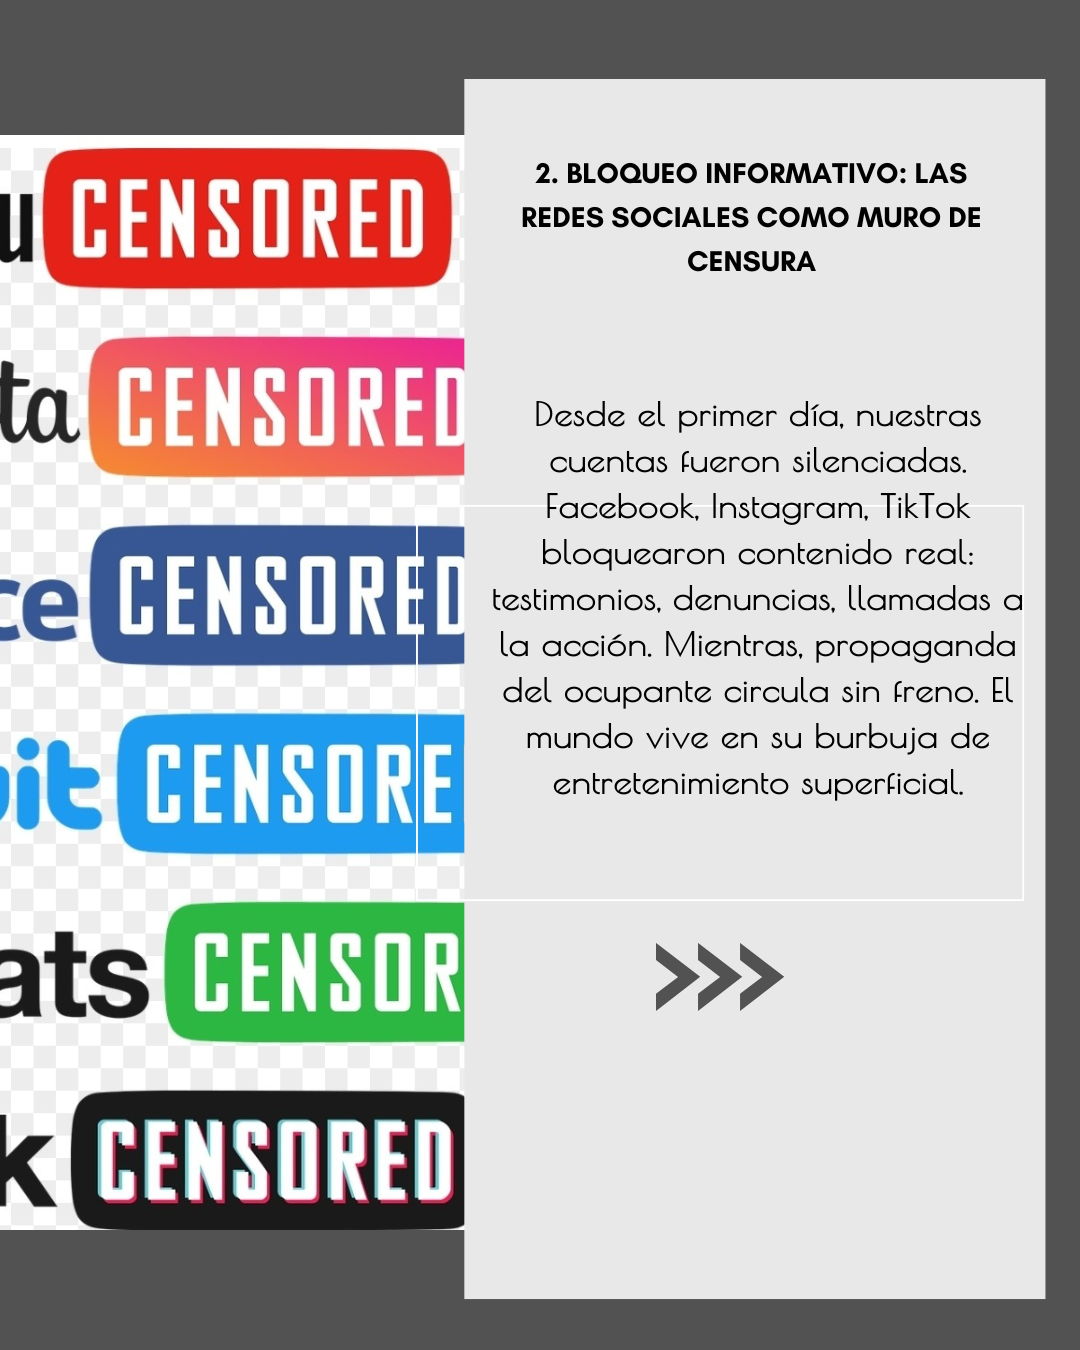 u CENSORED
ta CENSORED
ce CENSORED
it CENSORE
ats CENSOR
k CENSORED
2. BLOQUEO INFORMATIVO: LAS
REDES SOCIALES COMO MURO DE
CENSURA
Desde el primer día, nuestras
cuentas fueron silenciadas.
Facebook, Instagram, TikTok
bloquearon contenido real:
testimonios, denuncias, llamadas a
la acción. Mientras, propaganda
del ocupante circula sin freno. El
mundo vive en su burbuja de
entretenimiento superficial.